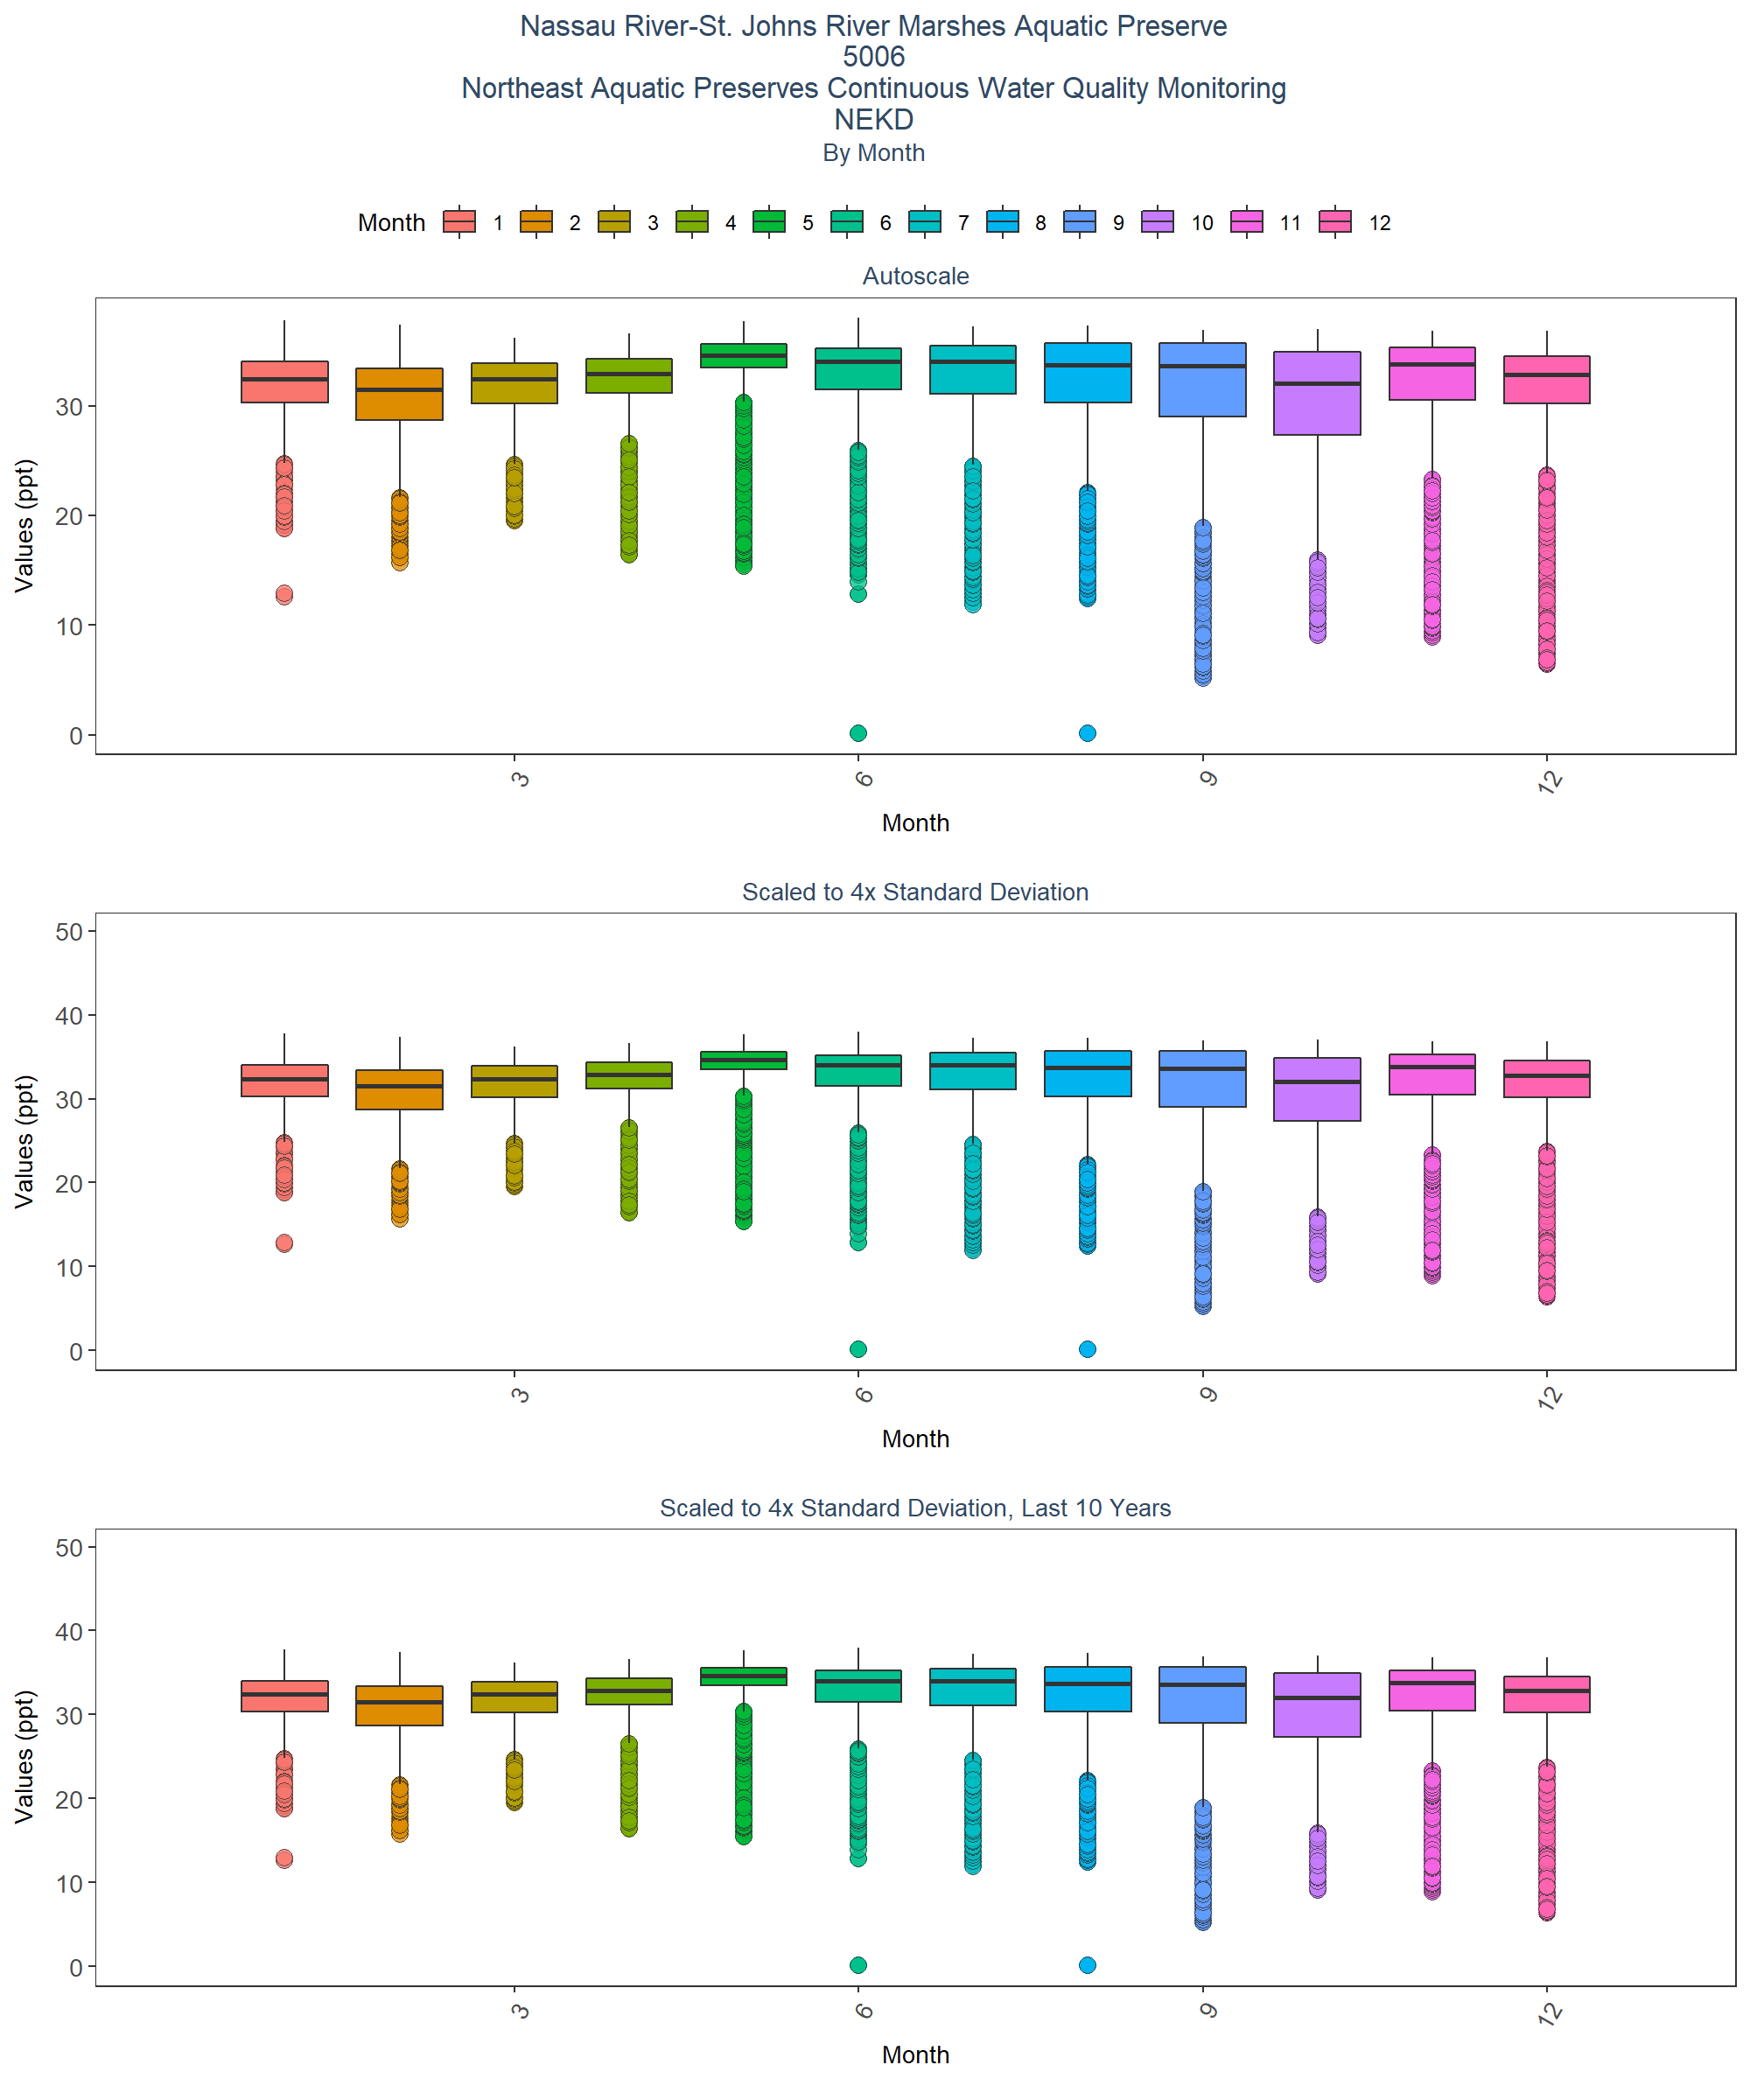 Nassau River-St. Johns River Marshes Aquatic Preserve
5006
Northeast Aquatic Preserves Continuous Water Quality Monitoring
NEKD
By Month
Month 1 2 3 4 5 6 7 8 9 10 11 12
Autoscale
Values (ppt)
30
20
10
0
3 6 9 12
Month
Scaled to 4x Standard Deviation
Values (ppt)
50
40
30
20
10
0
3 6 9 12
Month
Scaled to 4x Standard Deviation, Last 10 Years
Values (ppt)
50
40
30
20
10
0
3 6 9 12
Month